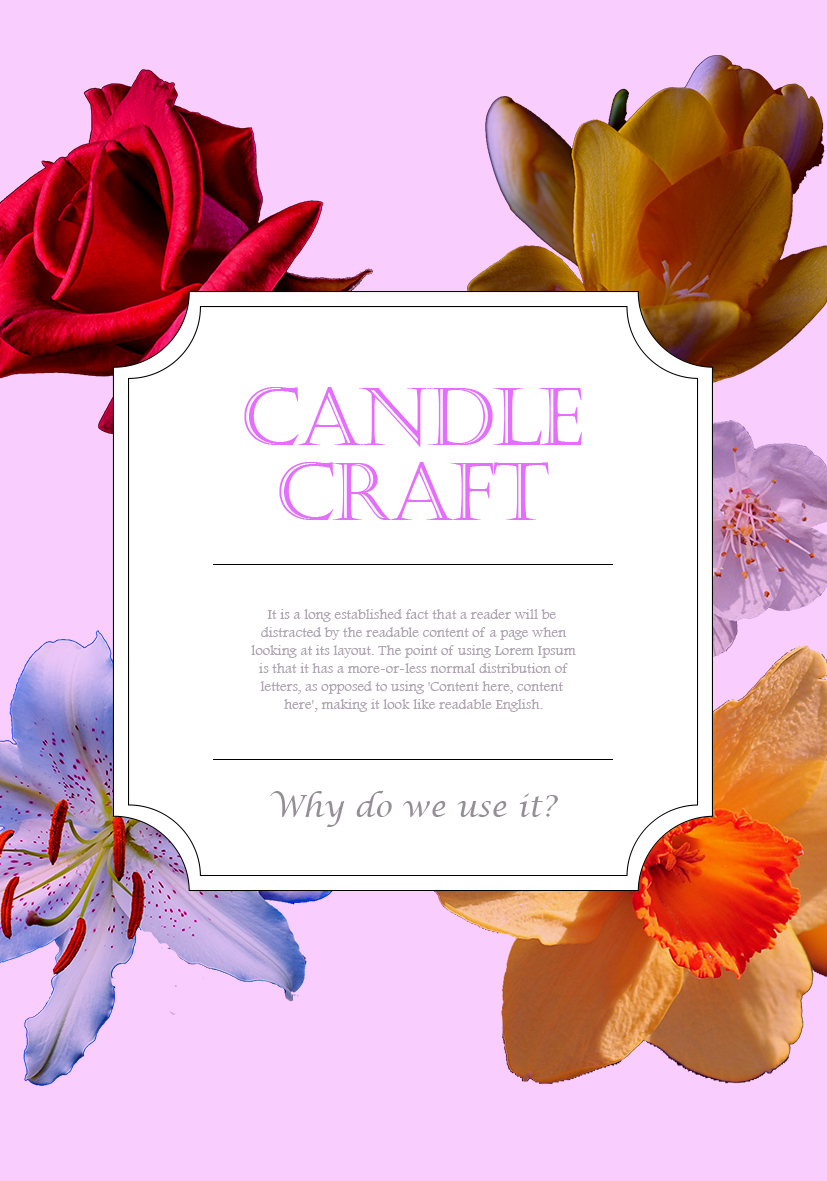 CANDLE
CRAFT
It is a long established fact that a reader will be
distracted by the readable content of a page when
looking at its layout. The point of using Lorem Ipsum
is that it has a more-or-less normal distribution of
letters, as opposed to using 'Content here, content
here', making it look like readable English.
Why do we use it?